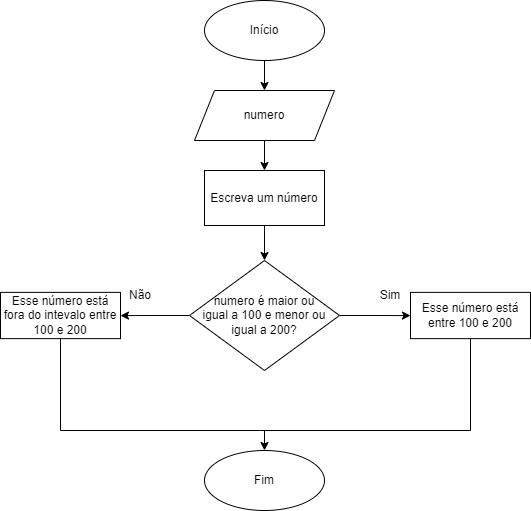 Início
numero
Escreva um número
Não
Sim
Esse número está
fora do intevalo entre
100 e 200
numero é maior ou
igual a 100 e menor ou
igual a 200?
Esse número está
entre 100 e 200
Fim